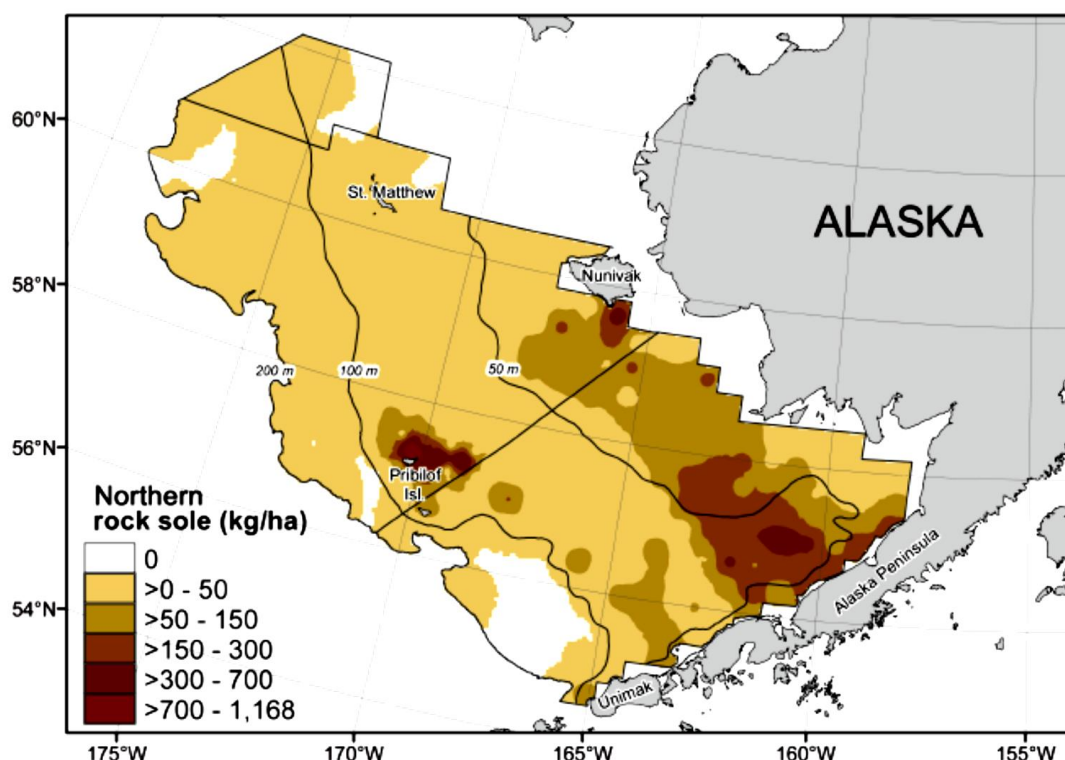 60°N
58°N
56°N
54°N
ALASKA
St. Matthew
Nunivak
200 m
100 m
50 m
Pribilof
Isl.
Alaska Peninsula
Unimak
Northern
rock sole (kg/ha)
0
>0 - 50
>50 - 150
>150 - 300
>300 - 700
>700 - 1,168
175°W
170°W
165°W
160°W
155°W